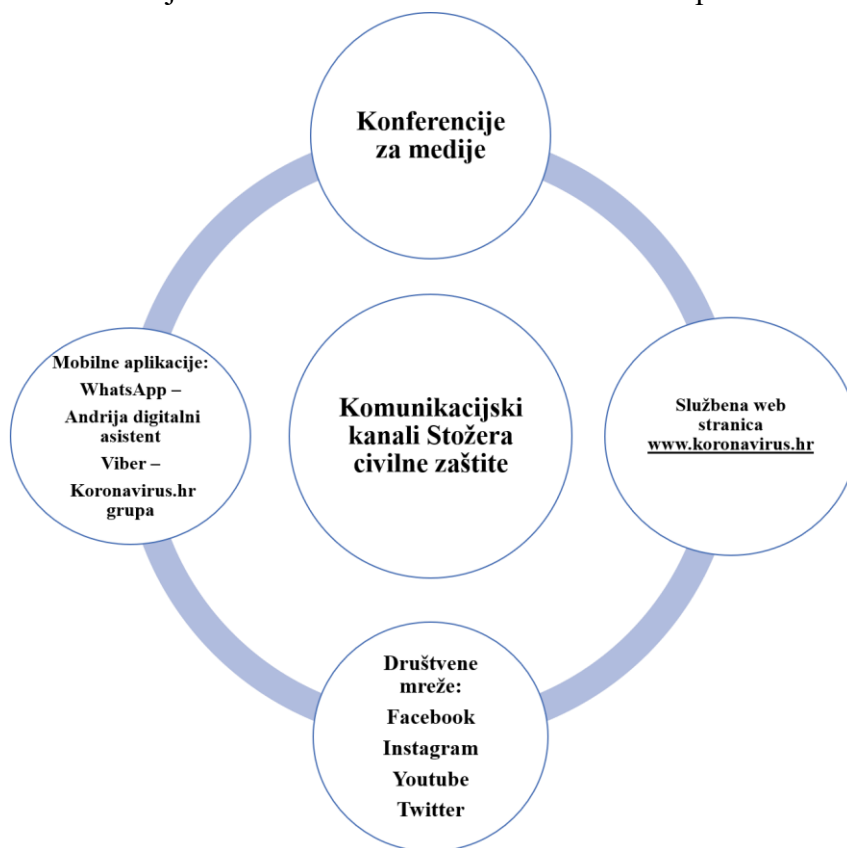 Konferencije
za medije
Mobilne aplikacije:
WhatsApp –
Andrija digitalni
asistent
Viber –
Koronavirus.hr
grupa
Komunikacijski
kanali Stožera
civilne zaštite
Službena web
stranica
www.koronavirus.hr
Društvene
mreže:
Facebook
Instagram
Youtube
Twitter